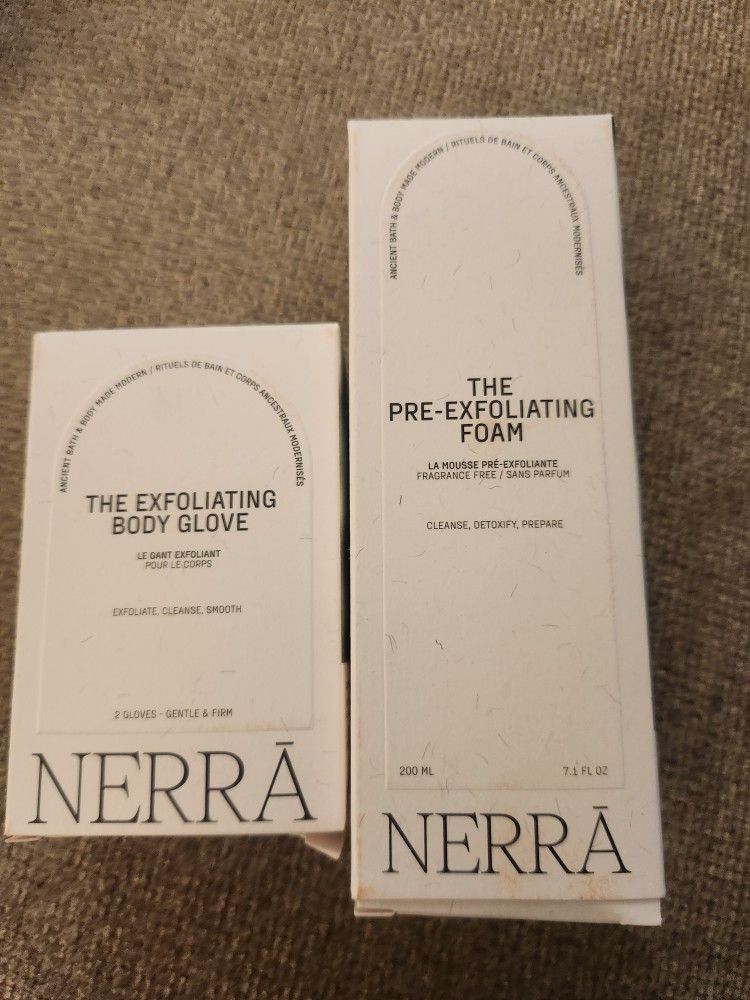 ANCIENT BATH & BODY MADE MODERN / RITUELS DE BAIN ET CORPS ANCESTRAUX MODERNISÉS
THE EXFOLIATING
BODY GLOVE
LE GANT EXFOLIANT
POUR LE CORPS
EXFOLIATE, CLEANSE, SMOOTH
2 GLOVES - GENTLE & FIRM
NERRĀ
ANCIENT BATH & BODY MADE MODERN / RITUELS DE BAIN ET CORPS ANCESTRAUX MODERNISÉS
THE
PRE-EXFOLIATING
FOAM
LA MOUSSE PRÉ-EXFOLIANTE
FRAGRANCE FREE / SANS PARFUM
CLEANSE, DETOXIFY, PREPARE
200 ML 7.1 FL OZ
NERRĀ